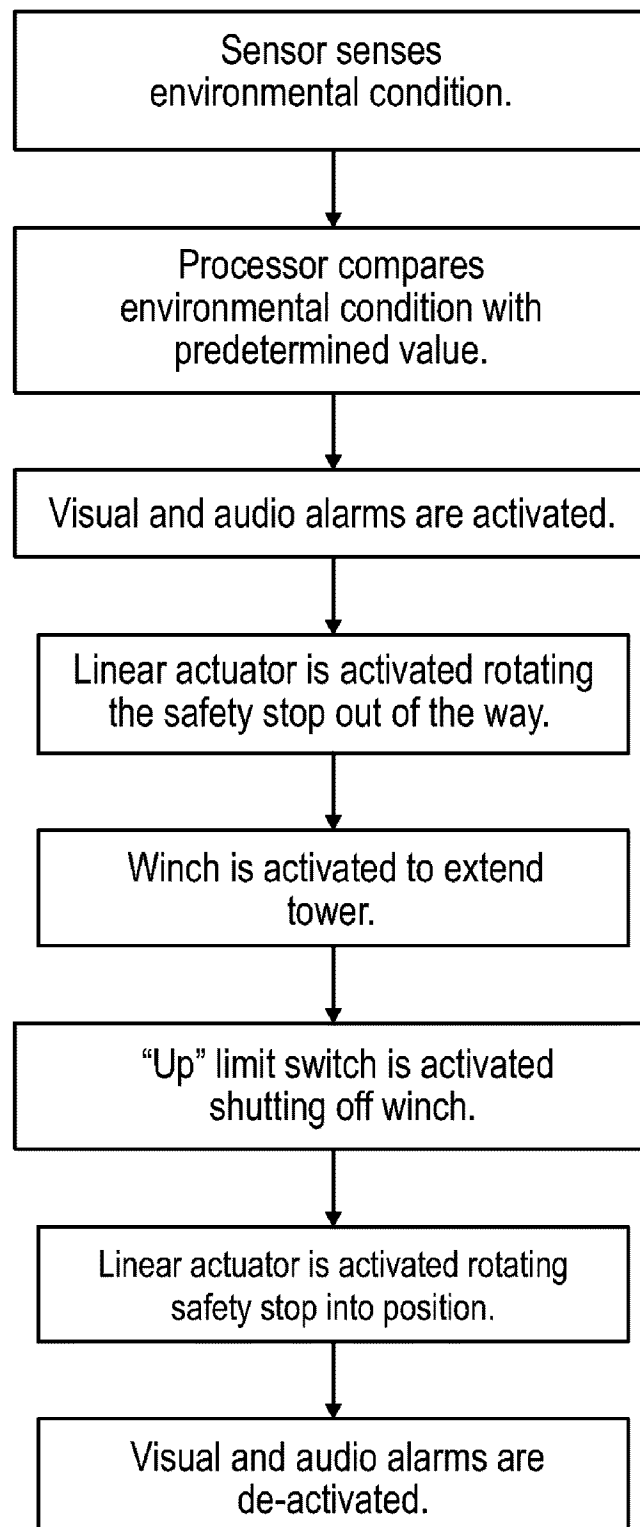 Sensor senses
environmental condition.
Processor compares
environmental condition with
predetermined value.
Visual and audio alarms are activated.
Linear actuator is activated rotating
the safety stop out of the way.
Winch is activated to extend
tower.
“Up” limit switch is activated
shutting off winch.
Linear actuator is activated rotating
safety stop into position.
Visual and audio alarms are
de-activated.